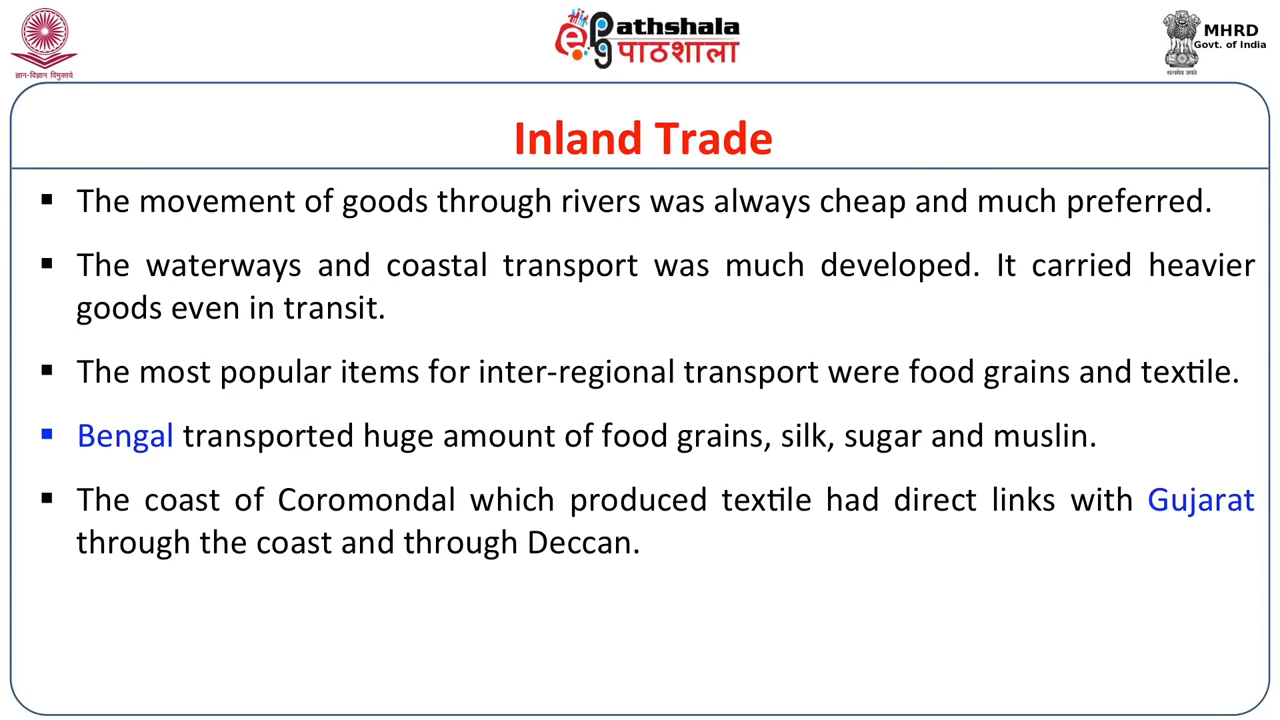 ज्ञान-विज्ञान विमुक्तये
ePathshala
पाठशाला
MHRD
Govt. of India
सत्यमेव जयते
Inland Trade
▪ The movement of goods through rivers was always cheap and much preferred.
▪ The waterways and coastal transport was much developed. It carried heavier
goods even in transit.
▪ The most popular items for inter-regional transport were food grains and textile.
▪ Bengal transported huge amount of food grains, silk, sugar and muslin.
▪ The coast of Coromondal which produced textile had direct links with Gujarat
through the coast and through Deccan.